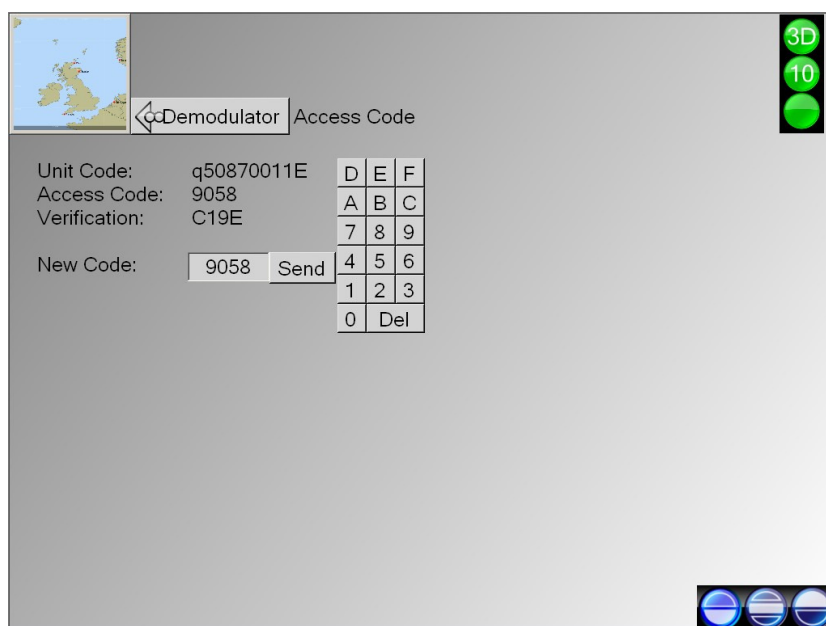 3D
10
Demodulator Access Code
Unit Code: q50870011E
Access Code: 9058
Verification: C19E
New Code: 9058 Send
D E F
A B C
7 8 9
4 5 6
1 2 3
0 Del